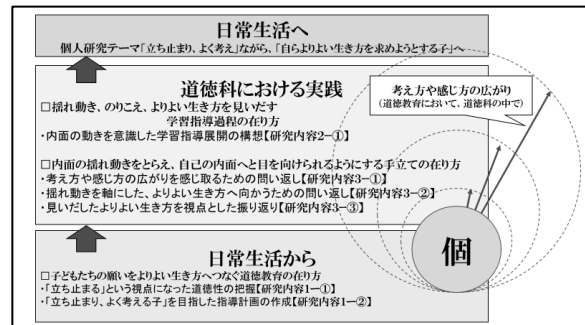 日常生活へ
個人研究テーマ「立ち止まり、よく考え」ながら、「自らよりよい生き方を求めようとする子」へ
道徳科における実践
□揺れ動き、のりこえ、よりよい生き方を見いだす
学習指導過程の在り方
・内面の動きを意識した学習指導展開の構想【研究内容2-①】
□内面の揺れ動きをとらえ、自己の内面へと目を向けられるようにする手立ての在り方
・考え方や感じ方の広がりを感じ取るための問い返し【研究内容3-①】
・揺れ動きを軸にした、よりよい生き方へ向かうための問い返し【研究内容3-②】
・見いだしたよりよい生き方を視点とした振り返り【研究内容3-③】
考え方や感じ方の広がり
(道徳教育において、道徳科の中で)
個
日常生活から
□子どもたちの願いをよりよい生き方へつなぐ道徳教育の在り方
・「立ち止まる」という視点になった道徳性の把握【研究内容1-①】
・「立ち止まり、よく考える子」を目指した指導計画の作成【研究内容1-②】